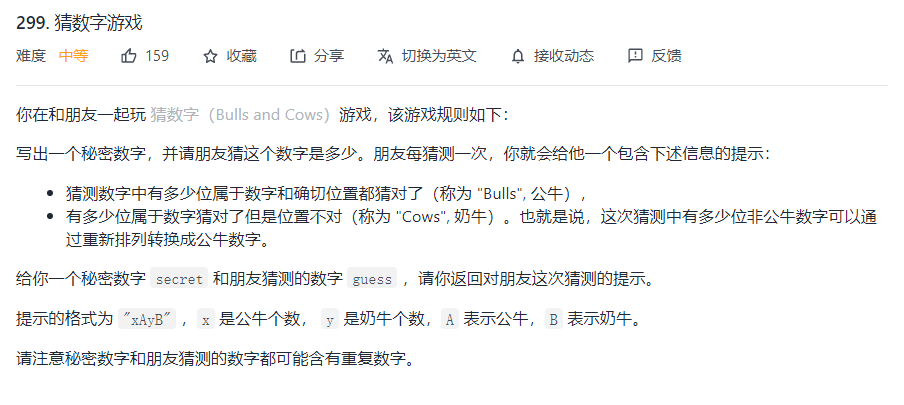 299. 猜数字游戏
难度 中等 159 收藏 分享 切换为英文 接收动态 反馈
你在和朋友一起玩 猜数字（Bulls and Cows）游戏，该游戏规则如下：
写出一个秘密数字，并请朋友猜这个数字是多少。朋友每猜测一次，你就会给他一个包含下述信息的提示：
猜测数字中有多少位属于数字和确切位置都猜对了（称为 "Bulls", 公牛），
有多少位属于数字猜对了但是位置不对（称为 "Cows", 奶牛）。也就是说，这次猜测中有多少位非公牛数字可以通
过重新排列转换成公牛数字。
给你一个秘密数字 secret 和朋友猜测的数字 guess ，请你返回对朋友这次猜测的提示。
提示的格式为 "xAyB" ，x 是公牛个数， y 是奶牛个数，A 表示公牛，B 表示奶牛。
请注意秘密数字和朋友猜测的数字都可能含有重复数字。